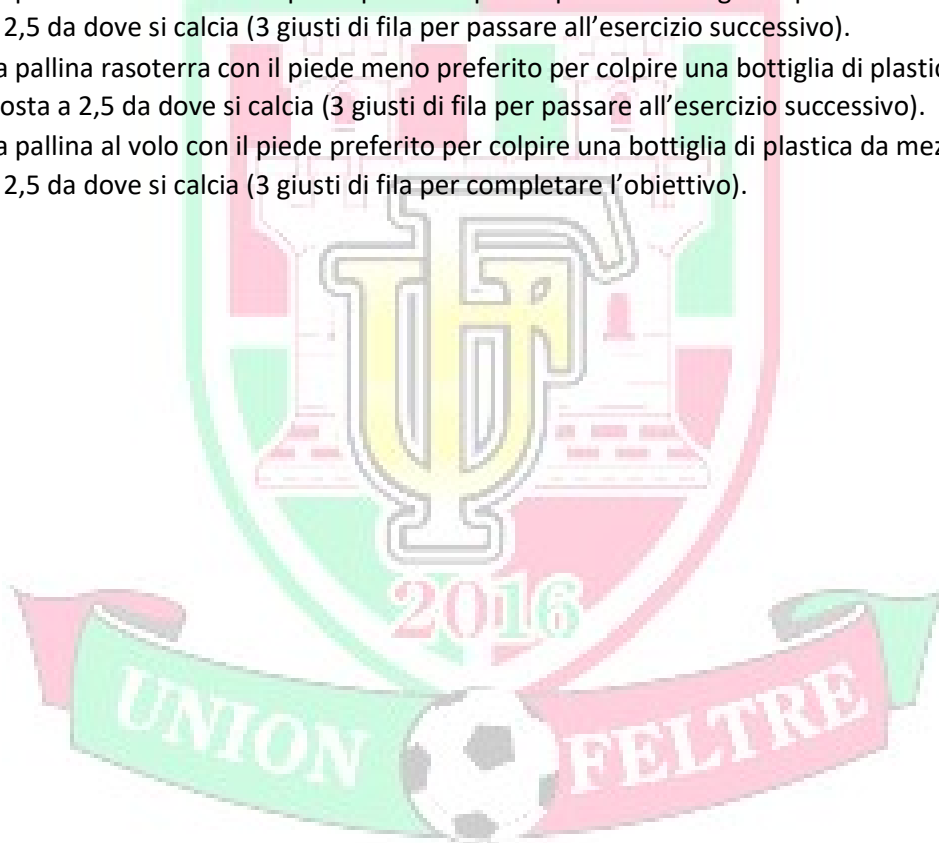 2,5 da dove si calcia (3 giusti di fila per passare all’esercizio successivo).
a pallina rasoterra con il piede meno preferito per colpire una bottiglia di plastic
osta a 2,5 da dove si calcia (3 giusti di fila per passare all’esercizio successivo).
a pallina al volo con il piede preferito per colpire una bottiglia di plastica da mez
2,5 da dove si calcia (3 giusti di fila per completare l’obiettivo).
UF
2016
UNION FELTRE